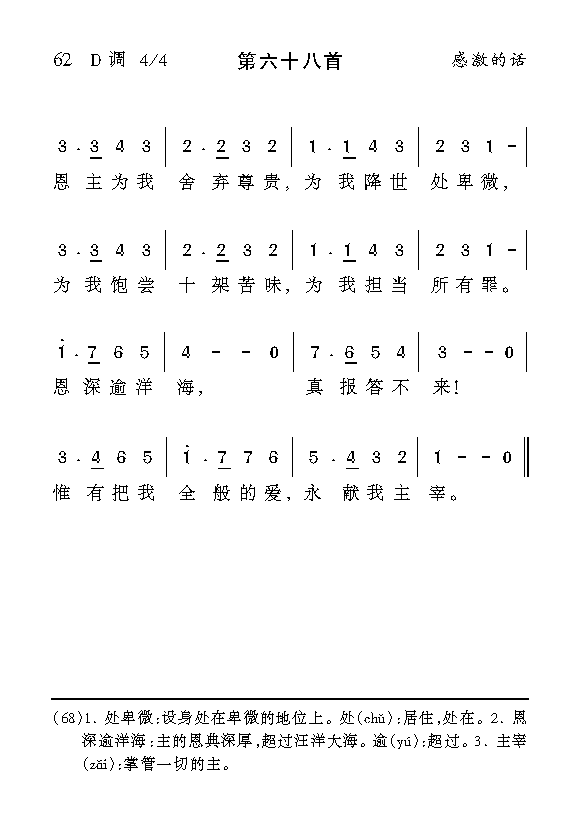 62 D 调 4/4 第六十八首 感激的话
3 . 3 4 3 | 2 . 2 3 2 | 1 . 1 4 3 | 2 3 1 - |
恩 主为我 舍 弃尊贵,为 我降世 处卑微,
3 . 3 4 3 | 2 . 2 3 2 | 1 . 1 4 3 | 2 3 1 - |
为 我饱尝 十 架苦味,为 我担当 所有罪。
1̇ . 7 6 5 | 4 - - 0 | 7 . 6 5 4 | 3 - - 0 |
恩 深逾洋 海, 真 报答不 来!
3 . 4 6 5 | 1̇ . 7 7 6 | 5 . 4 3 2 | 1 - - 0 ‖
惟 有把我 全 般的爱,永 献我主 宰。
(68)1. 处卑微:设身处在卑微的地位上。处(chǔ):居住,处在。2. 恩
深逾洋海:主的恩典深厚,超过汪洋大海。逾(yú):超过。3. 主宰
(zǎi):掌管一切的主。